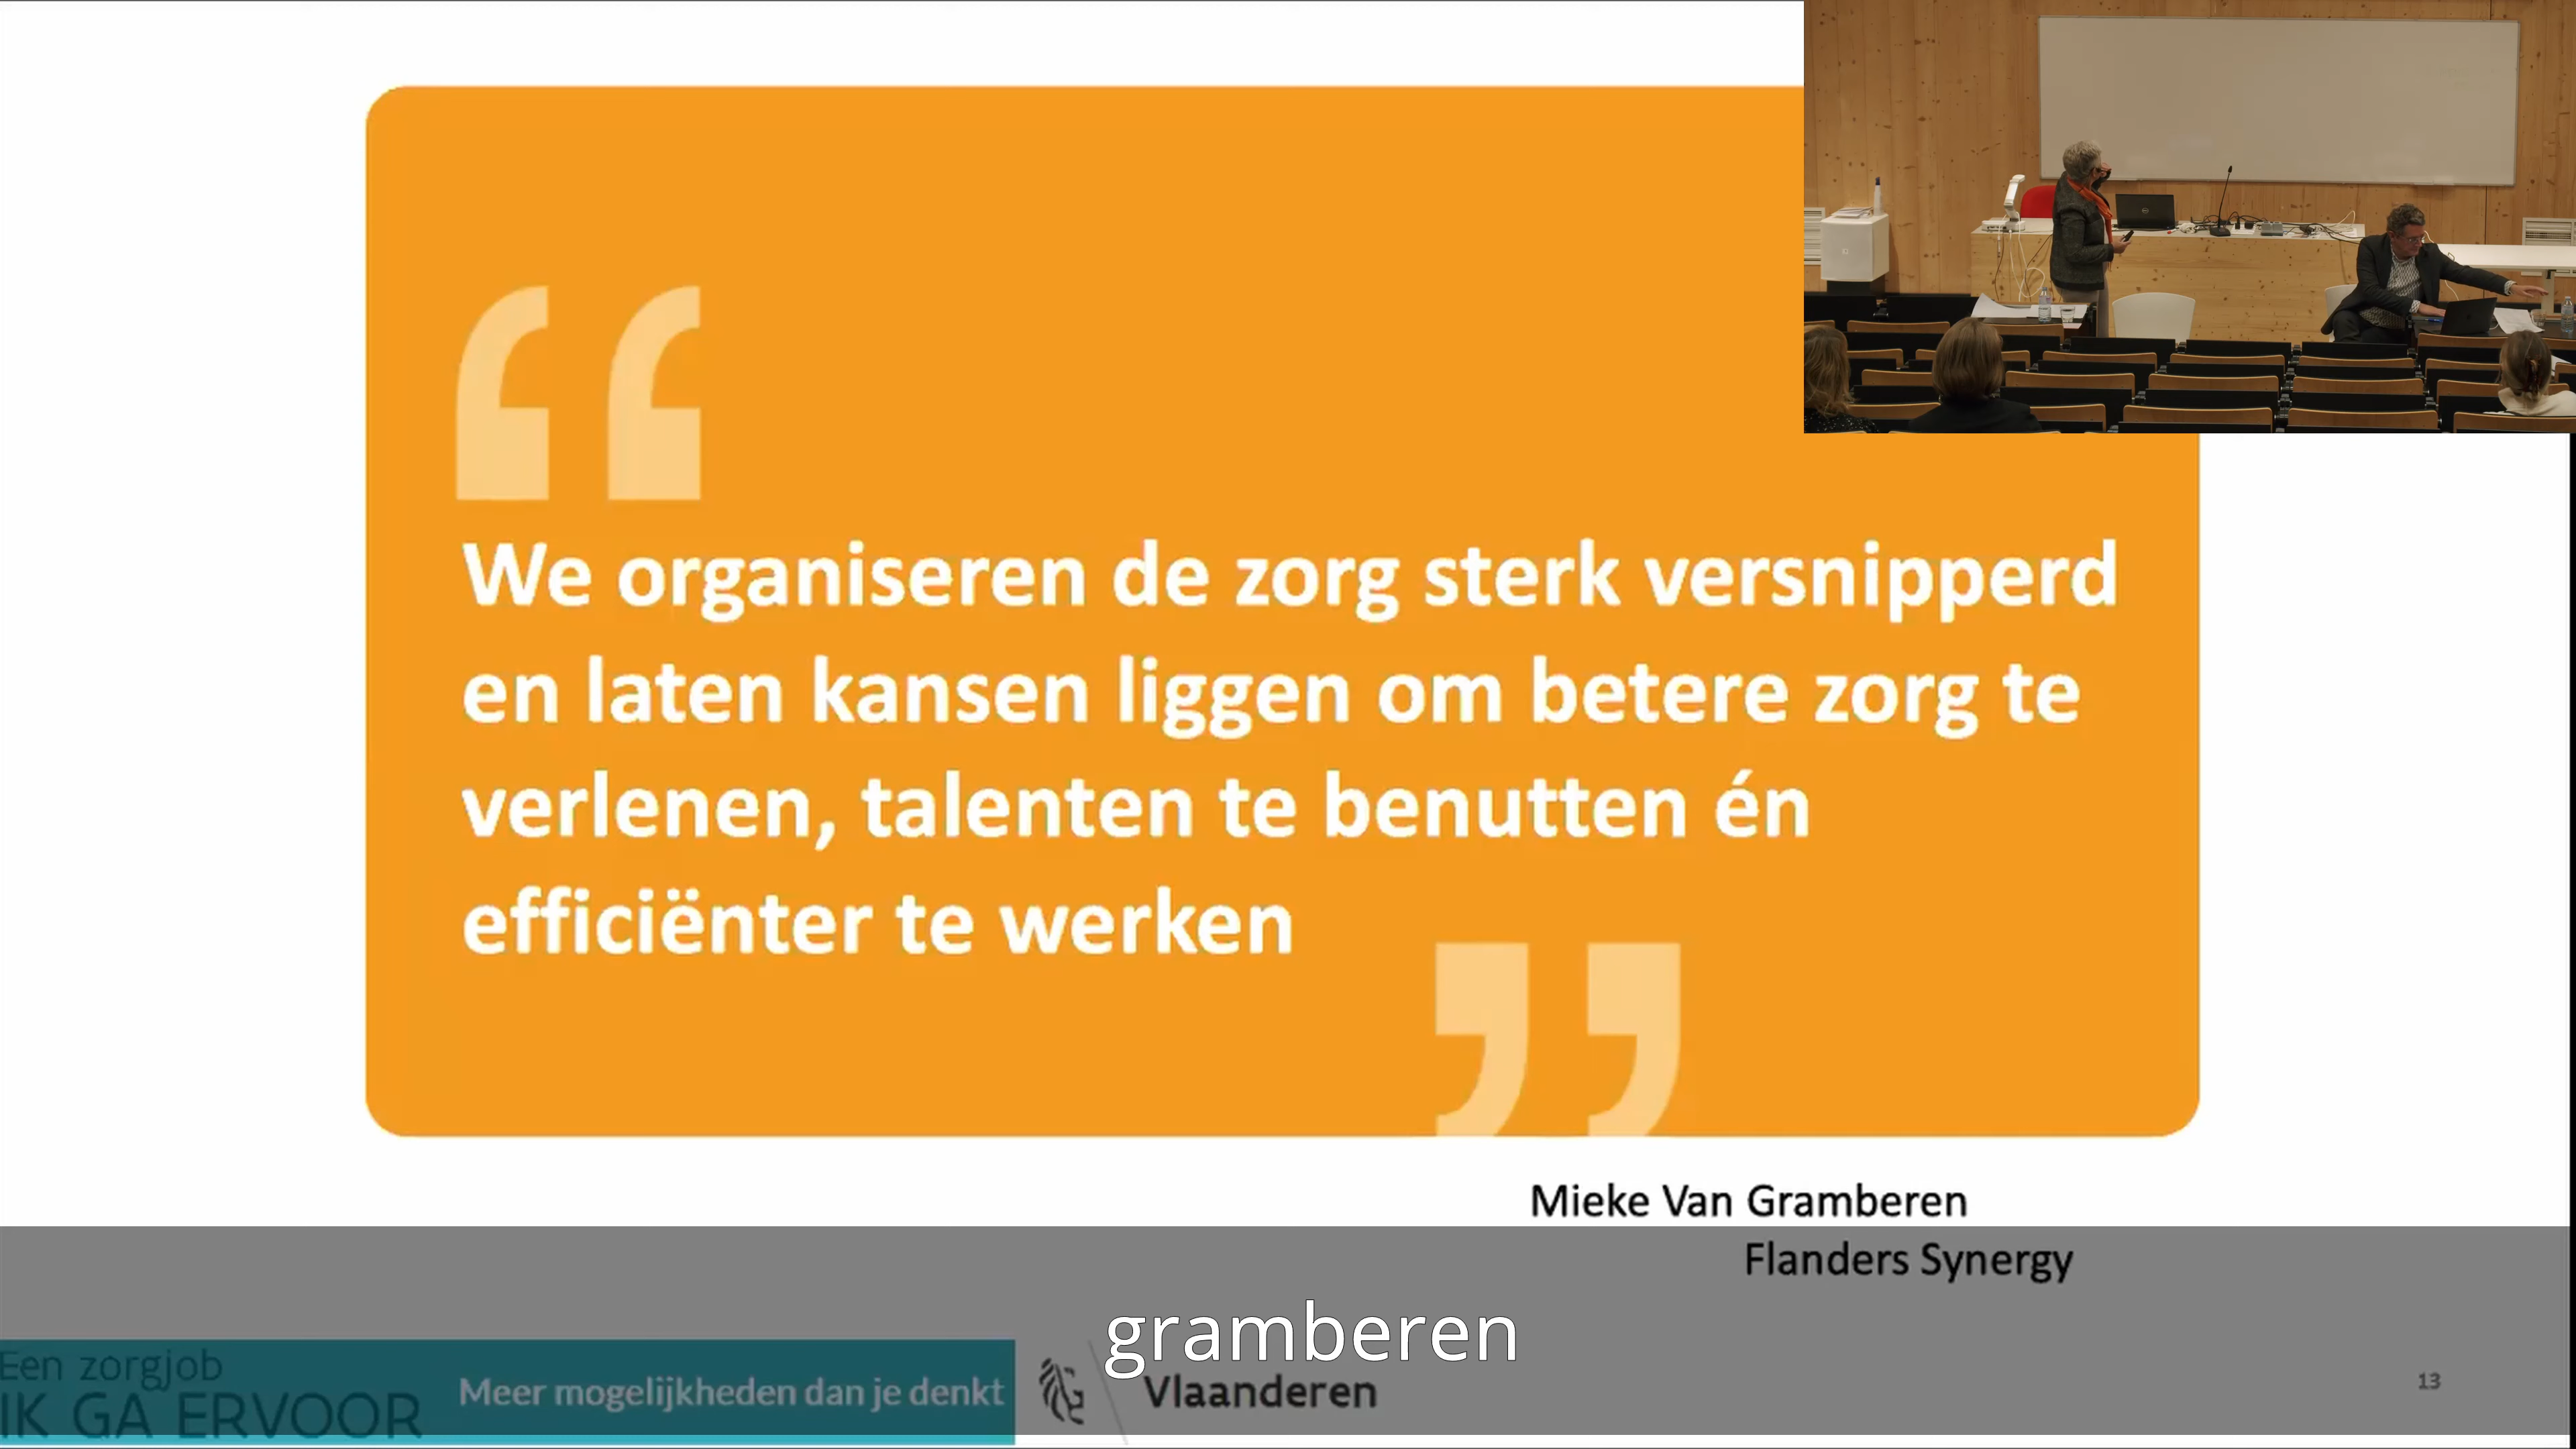 We organiseren de zorg sterk versnipperd
en laten kansen liggen om betere zorg te
verlenen, talenten te benutten én
efficiënter te werken
Mieke Van Gramberen
Flanders Synergy
gramberen
Een zorgjob
IK GA ERVOOR
Meer mogelijkheden dan je denkt
Vlaanderen
13